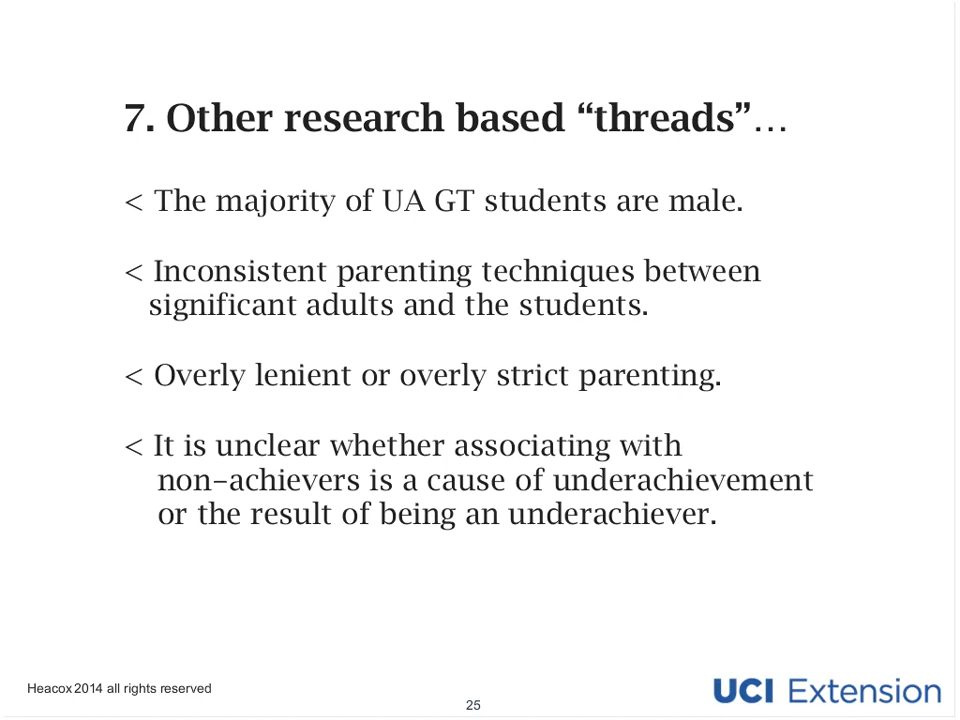 7. Other research based “threads”…
< The majority of UA GT students are male.
< Inconsistent parenting techniques between
significant adults and the students.
< Overly lenient or overly strict parenting.
< It is unclear whether associating with
non–achievers is a cause of underachievement
or the result of being an underachiever.
Heacox 2014 all rights reserved
25
UCI Extension